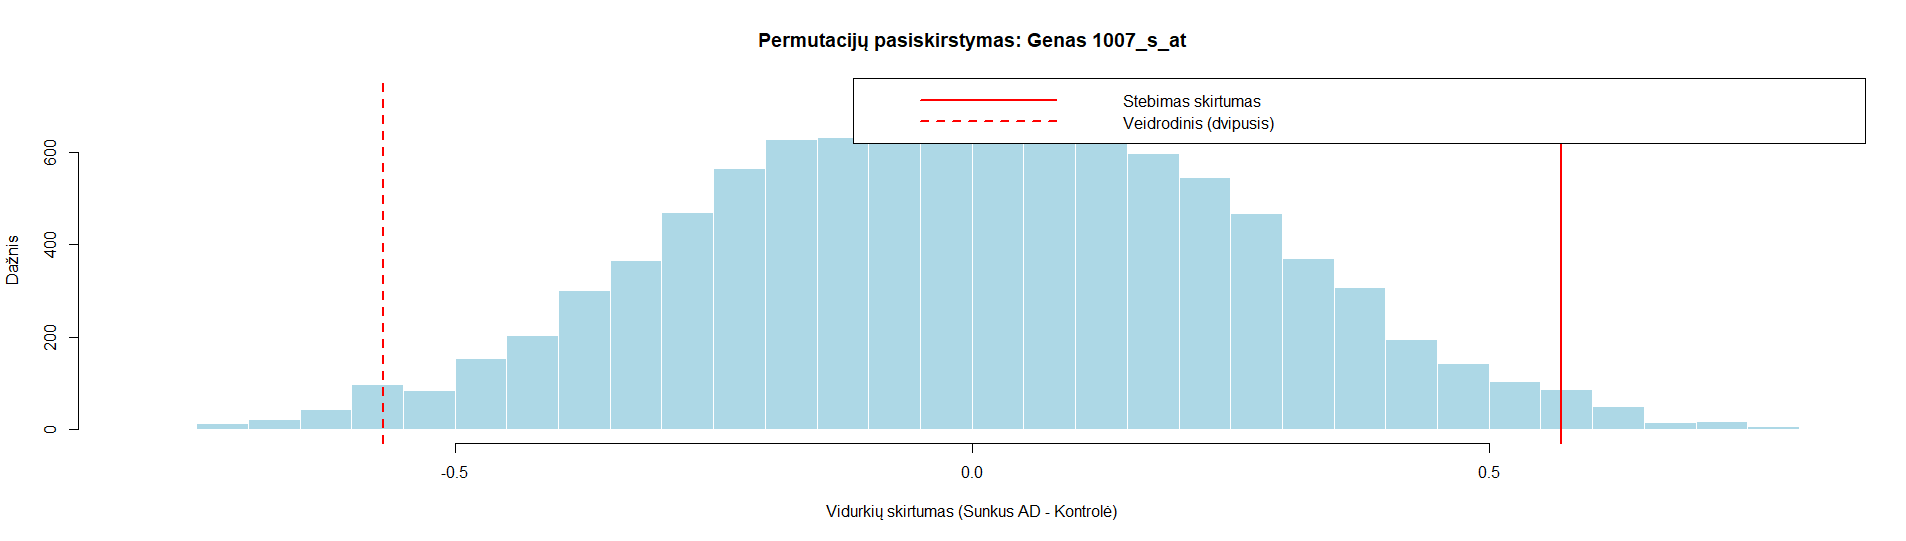 Permutacijų pasiskirstymas: Genas 1007_s_at
Stebimas skirtumas
Veidrodinis (dvipusis)
Dažnis
600
400
200
0
-0.5
0.0
0.5
Vidurkių skirtumas (Sunkus AD - Kontrolė)